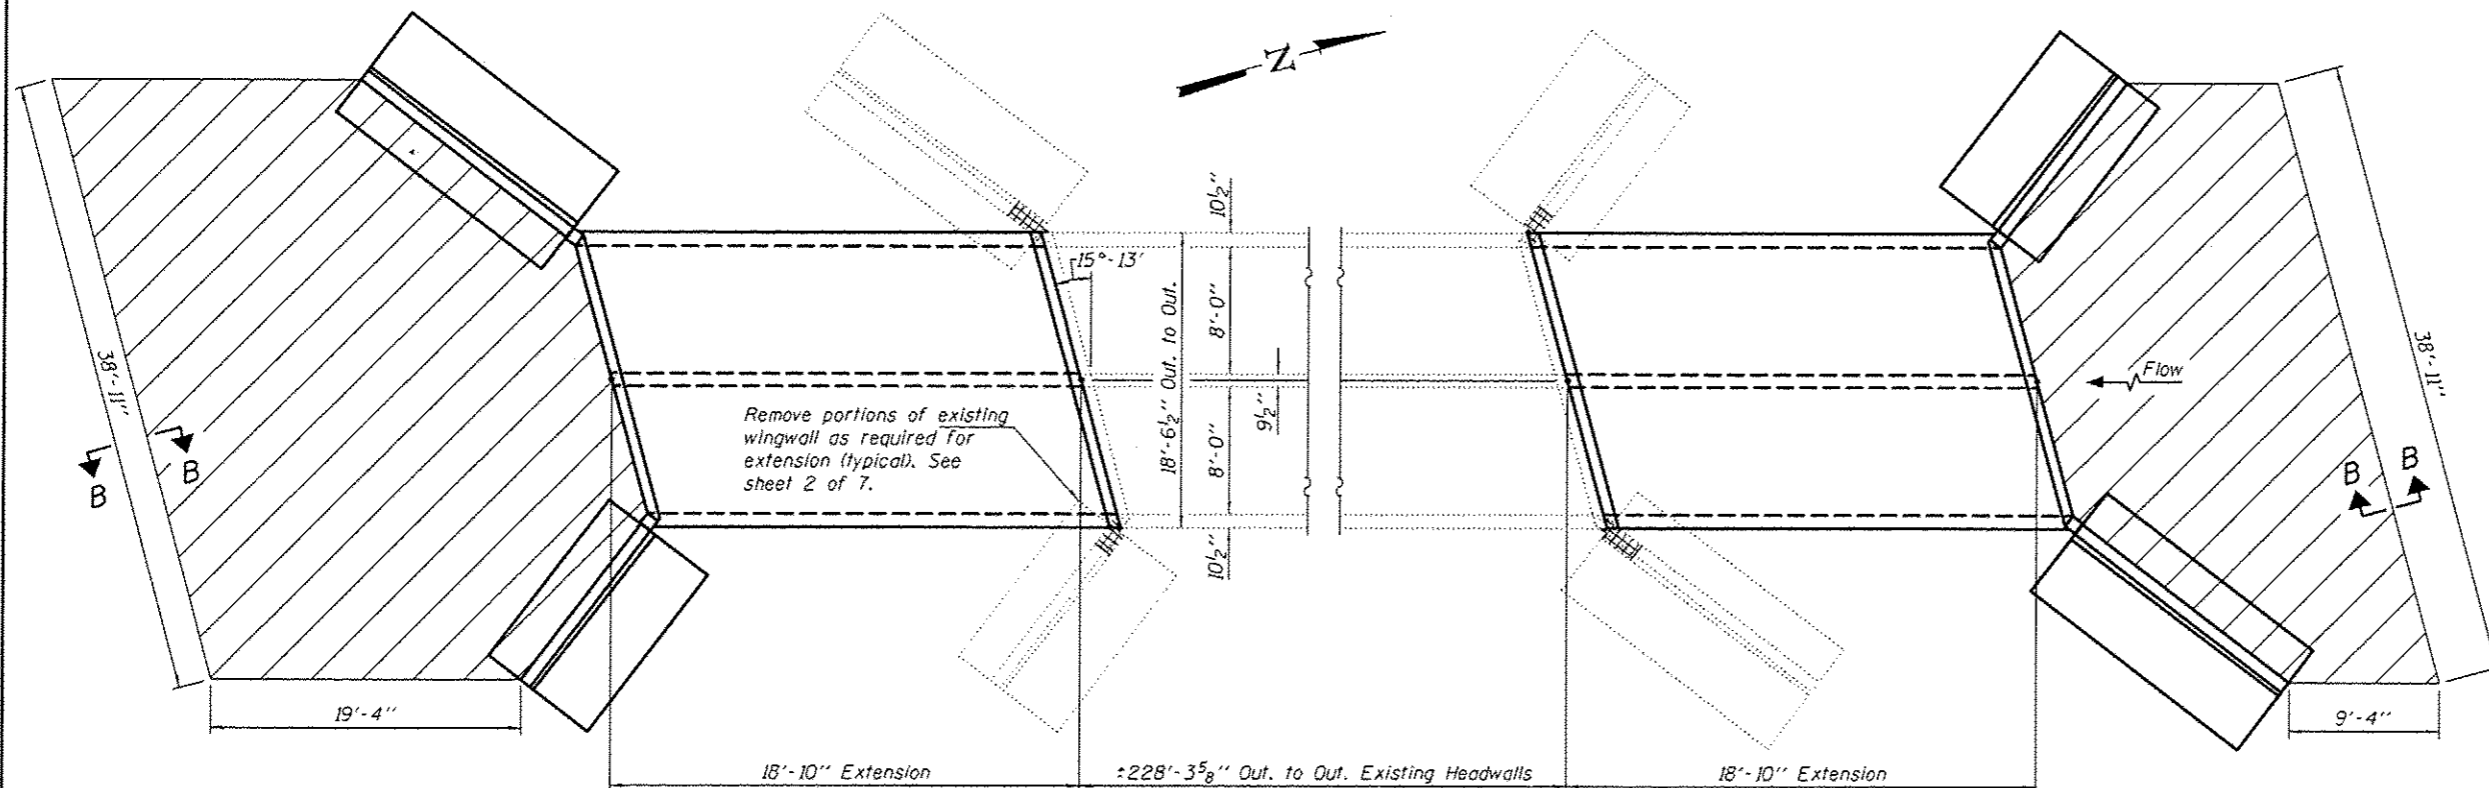 N
10½"
15°-13'
18'-6½" Out. to Out.
8'-0"
9½"
8'-0"
10½"
38'-11"
38'-11"
Flow
Remove portions of existing
wingwall as required for
extension (typical). See
sheet 2 of 7.
B
B
B
B
19'-4"
9'-4"
18'-10" Extension
±228'-3⅝" Out. to Out. Existing Headwalls
18'-10" Extension